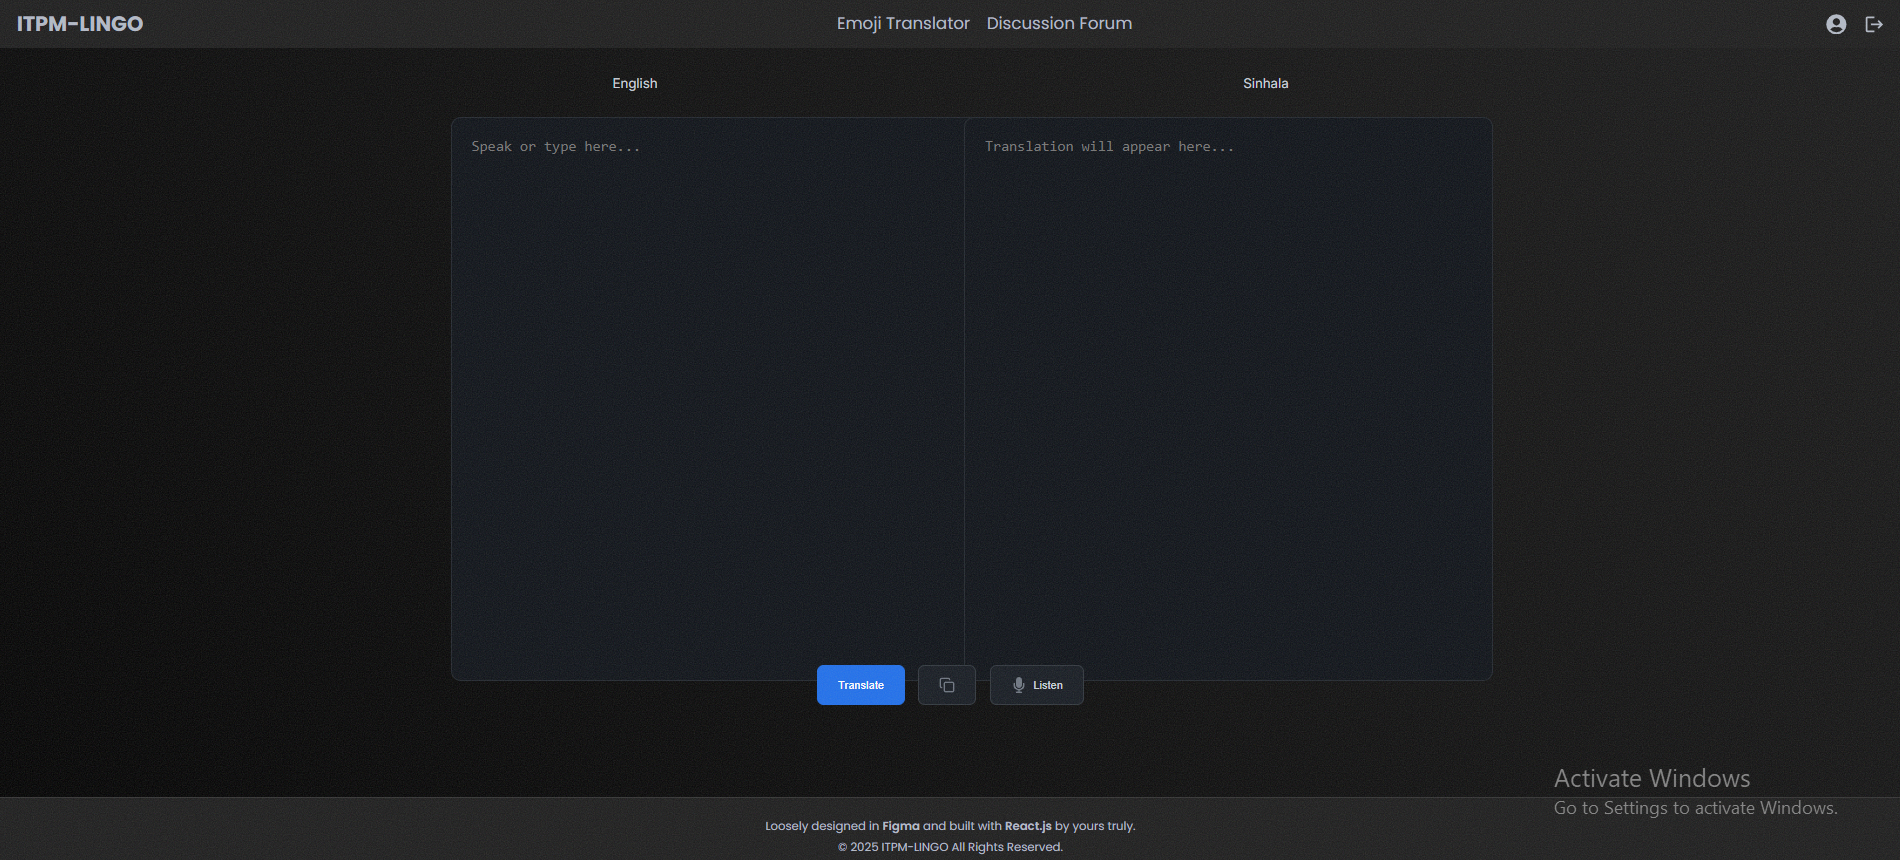 ITPM-LINGO
Emoji Translator Discussion Forum
English Sinhala
Speak or type here... Translation will appear here...
Translate Listen
Activate Windows
Go to Settings to activate Windows.
Loosely designed in Figma and built with React.js by yours truly.
© 2025 ITPM-LINGO All Rights Reserved.